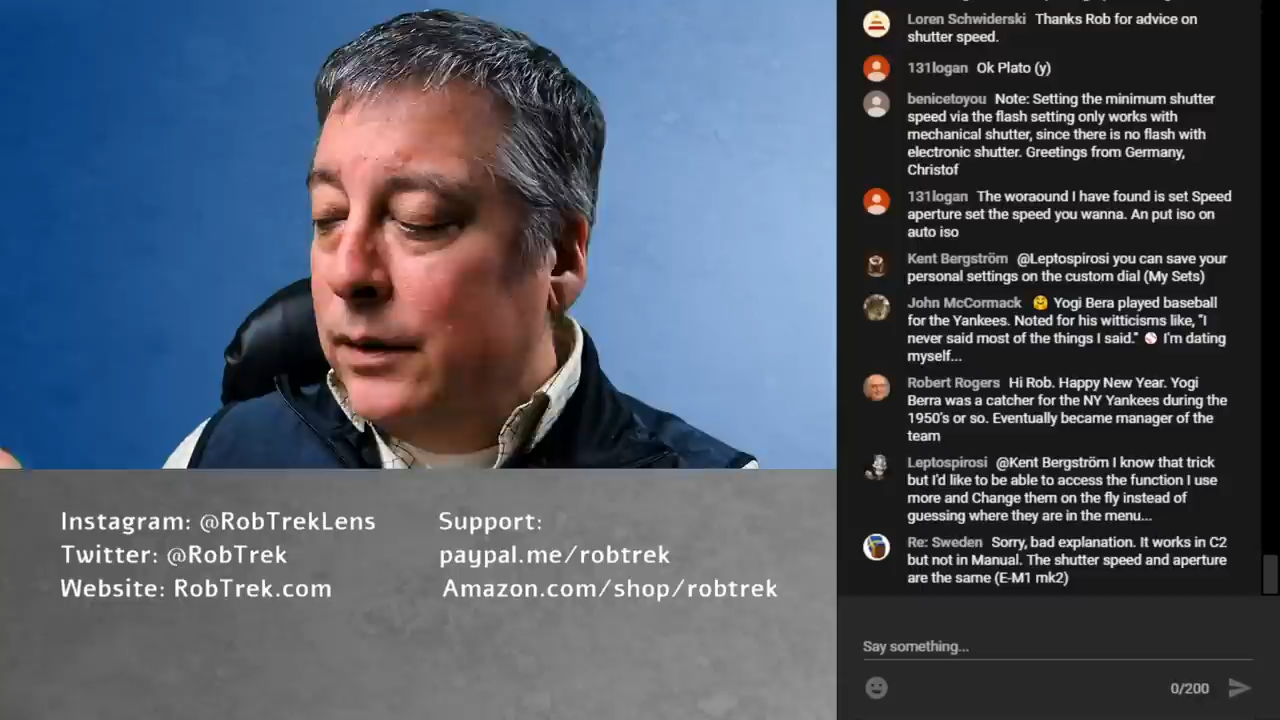 Loren Schwiderski Thanks Rob for advice on
shutter speed.
131logan Ok Plato (y)
benicetoyou Note: Setting the minimum shutter
speed via the flash setting only works with
mechanical shutter, since there is no flash with
electronic shutter. Greetings from Germany,
Christof
131logan The woraound I have found is set Speed
aperture set the speed you wanna. An put iso on
auto iso
Kent Bergström @Leptospirosi you can save your
personal settings on the custom dial (My Sets)
John McCormack 🤗 Yogi Bera played baseball
for the Yankees. Noted for his witticisms like, "I
never said most of the things I said." ⚾ I'm dating
myself...
Robert Rogers Hi Rob. Happy New Year. Yogi
Berra was a catcher for the NY Yankees during the
1950's or so. Eventually became manager of the
team
Leptospirosi @Kent Bergström I know that trick
but I'd like to be able to access the function I use
more and Change them on the fly instead of
guessing where they are in the menu...
Re: Sweden Sorry, bad explanation. It works in C2
but not in Manual. The shutter speed and aperture
are the same (E-M1 mk2)
Say something...
0/200
Instagram: @RobTrekLens
Twitter: @RobTrek
Website: RobTrek.com
Support:
paypal.me/robtrek
Amazon.com/shop/robtrek